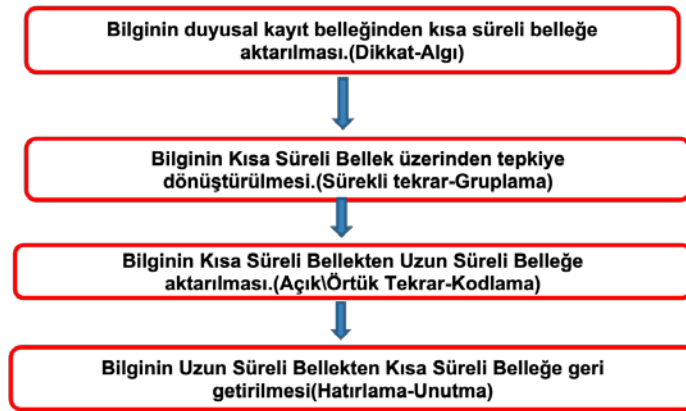 Bilginin duyusal kayıt belleğinden kısa süreli belleğe
aktarılması.(Dikkat-Algı)
Bilginin Kısa Süreli Bellek üzerinden tepkiye
dönüştürülmesi.(Sürekli tekrar-Gruplama)
Bilginin Kısa Süreli Bellekten Uzun Süreli Belleğe
aktarılması.(Açık\Örtük Tekrar-Kodlama)
Bilginin Uzun Süreli Bellekten Kısa Süreli Belleğe geri
getirilmesi(Hatırlama-Unutma)